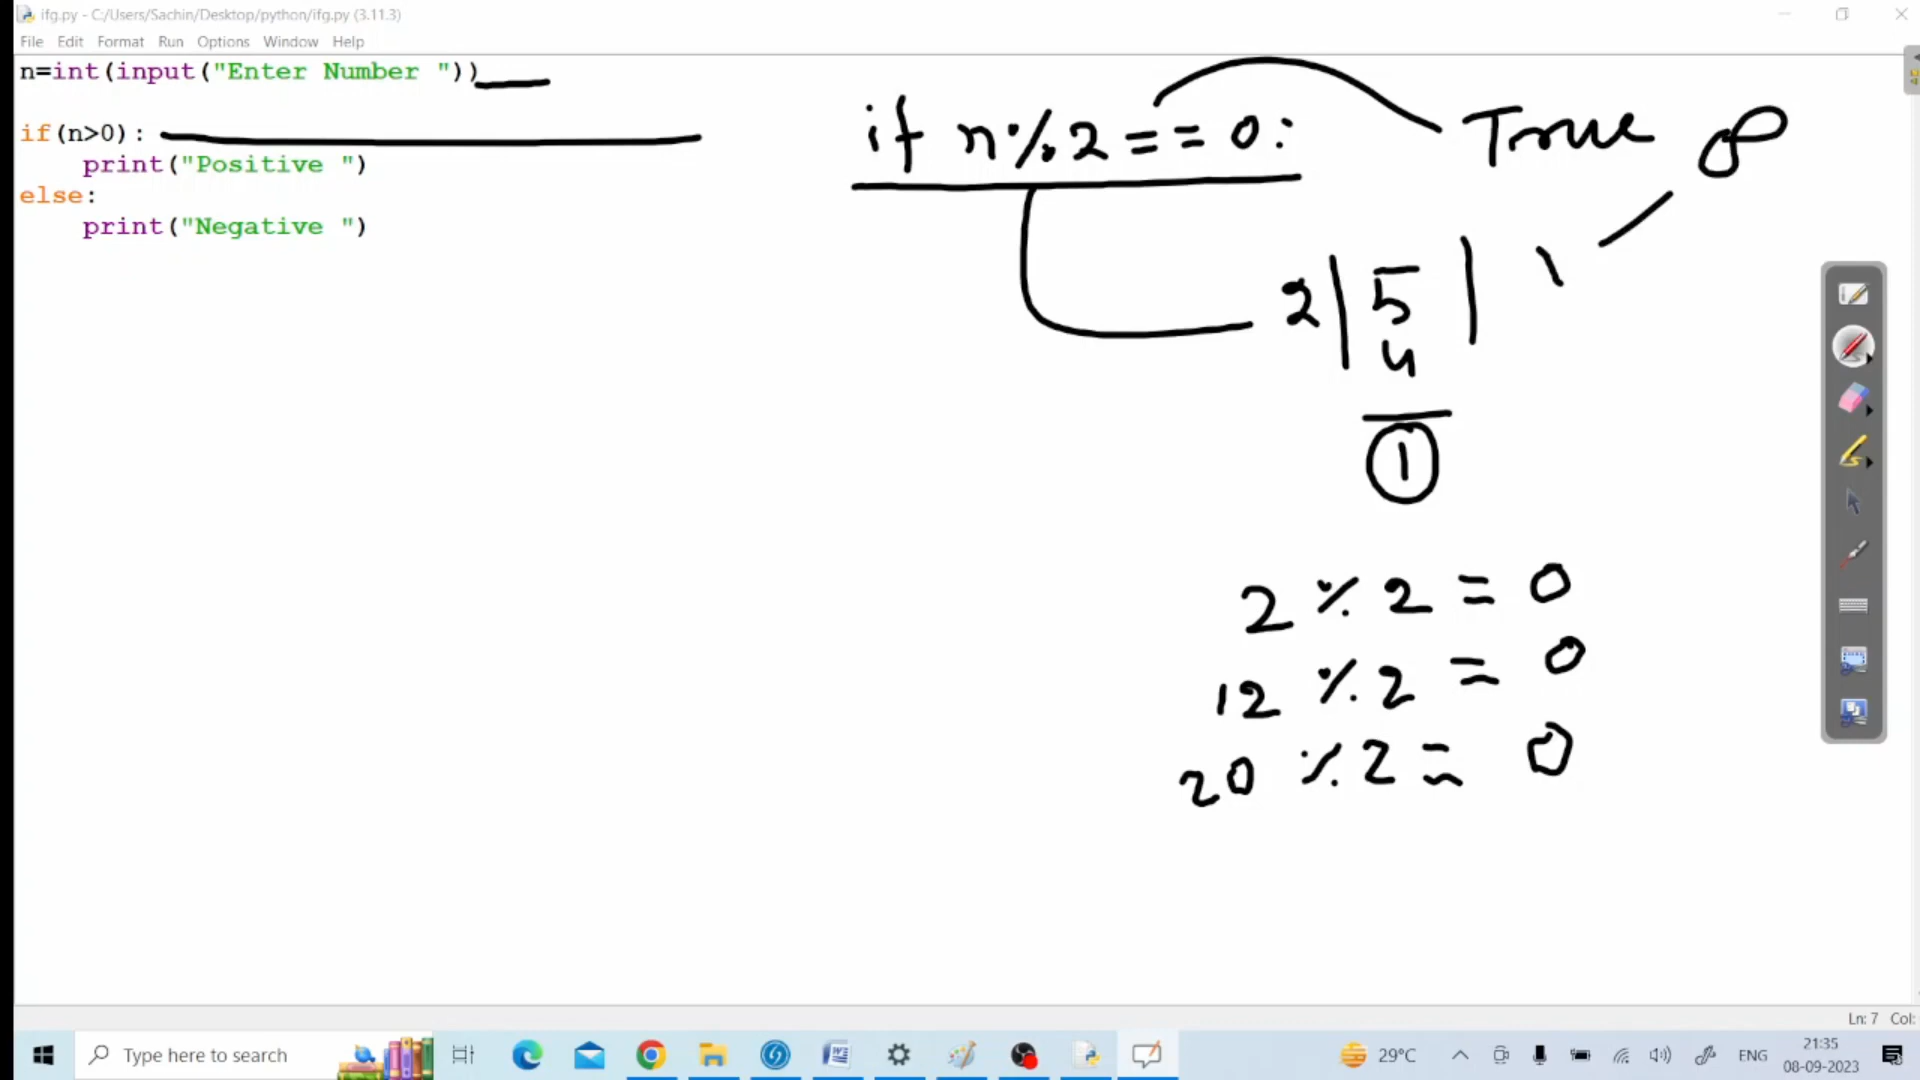 ifg.py - C:/Users/Sachin/Desktop/python/ifg.py (3.11.3)
File Edit Format Run Options Window Help
n=int(input("Enter Number "))
if(n>0):
    print("Positive ")
else:
    print("Negative ")
if n%2==0:
True
2 5
4
1
2 % 2 = 0
12 % 2 = 0
20 % 2 = 0
Ln: 7 Col:
Type here to search
29°C
ENG
21:35
08-09-2023